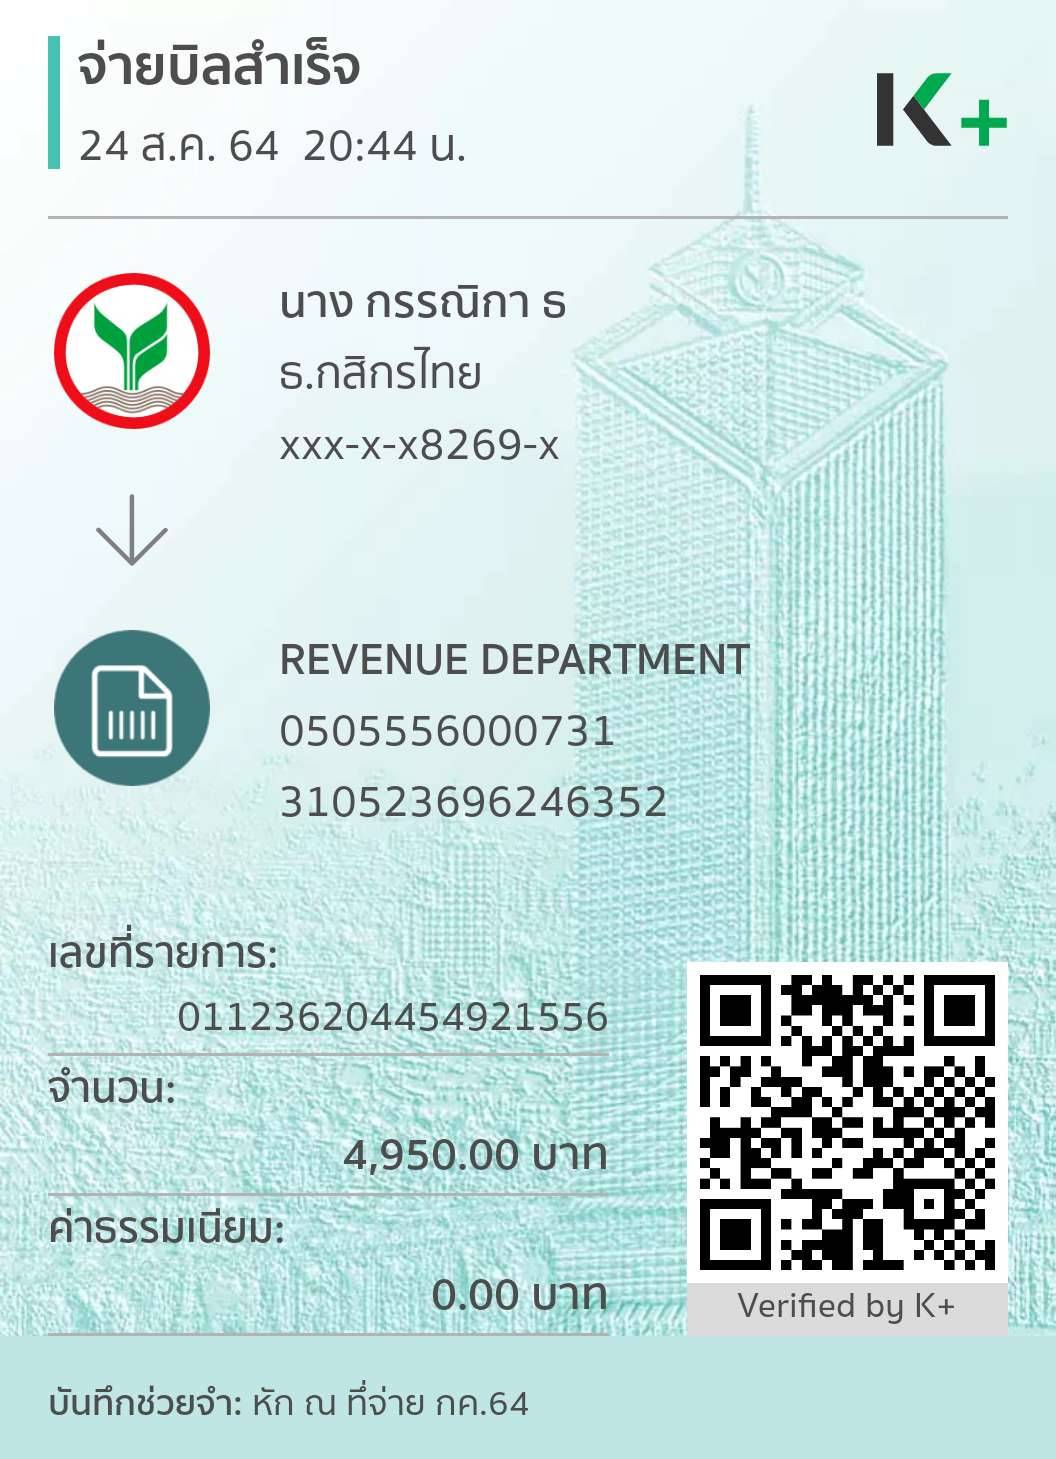 จ่ายบิลสำเร็จ
24 ส.ค. 64 20:44 น.
K+
นาง กรรณิกา ธ
ธ.กสิกรไทย
xxx-x-x8269-x
REVENUE DEPARTMENT
0505556000731
310523696246352
เลขที่รายการ:
011236204454921556
จำนวน:
4,950.00 บาท
ค่าธรรมเนียม:
0.00 บาท
Verified by K+
บันทึกช่วยจำ: หัก ณ ที่จ่าย กค.64